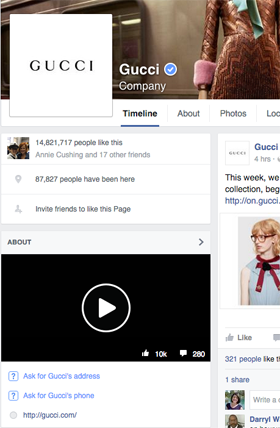 GUCCI
Gucci
Company
Timeline About Photos
14,821,717 people like this
Annie Cushing and 17 other friends
87,827 people have been here
Invite friends to like this Page
ABOUT
10k 280
? Ask for Gucci's address
? Ask for Gucci's phone
http://gucci.com/
GUCCI
Gucci
4 hrs ·
This week, we
collection, beg
http://on.gucci.
Like
321 people like th
1 share
Write a c
Darryl W